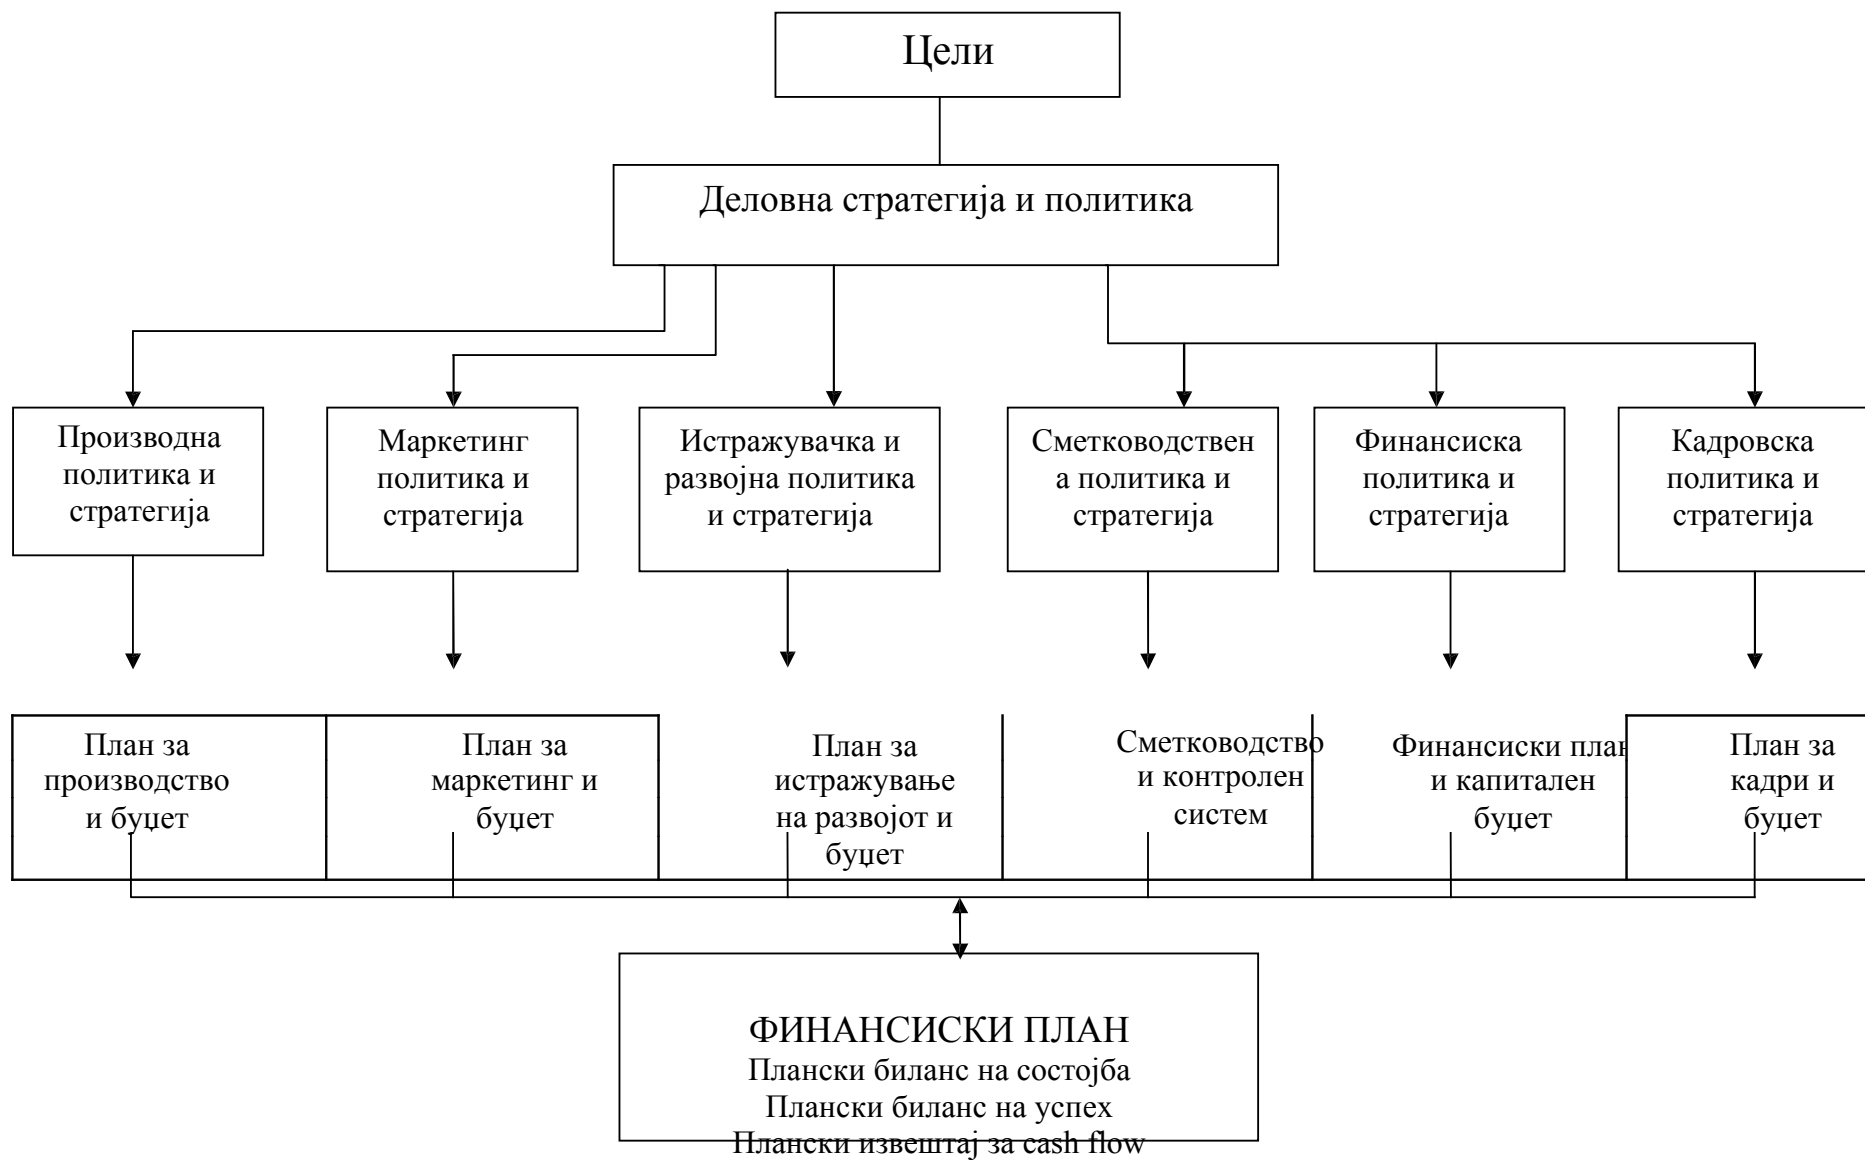 Цели
Деловна стратегија и политика
Производна
политика и
стратегија
Маркетинг
политика и
стратегија
Истражувачка и
развојна политика
и стратегија
Сметководствен
а политика и
стратегија
Финансиска
политика и
стратегија
Кадровска
политика и
стратегија
План за
производство
и буџет
План за
маркетинг и
буџет
План за
истражување
на развојот и
буџет
Сметководство
и контролен
систем
Финансиски план
и капитален
буџет
План за
кадри и
буџет
ФИНАНСИСКИ ПЛАН
Плански биланс на состојба
Плански биланс на успех
Плански извештај за cash flow